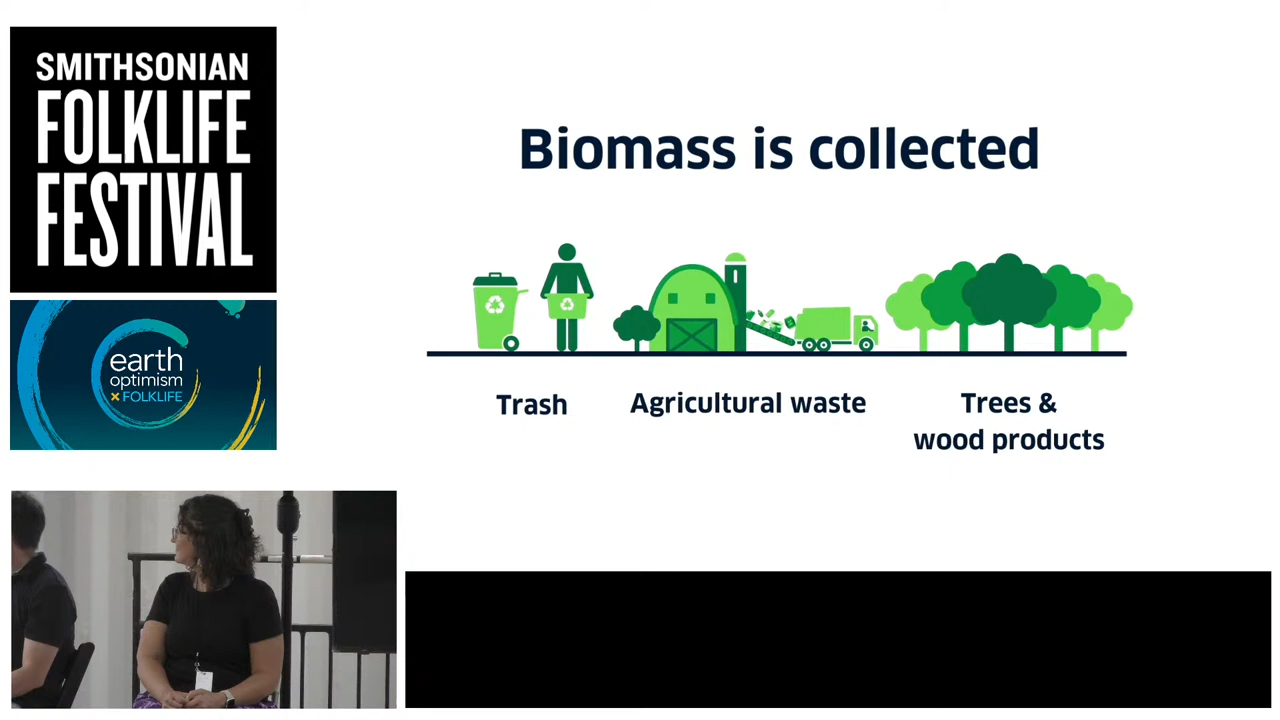 SMITHSONIAN
FOLKLIFE
FESTIVAL
earth
optimism
× FOLKLIFE
Biomass is collected
Trash
Agricultural waste
Trees &
wood products